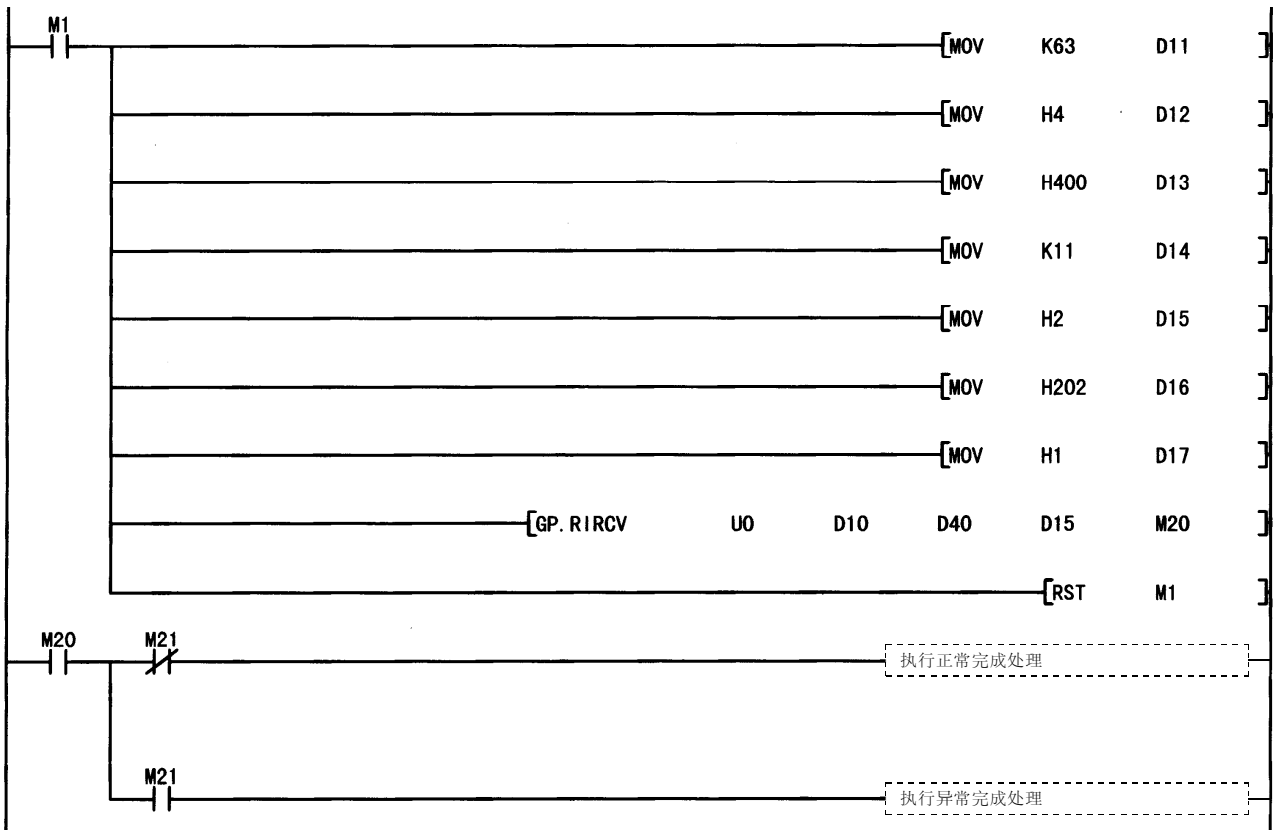 M1
MOV K63 D11
MOV H4 D12
MOV H400 D13
MOV K11 D14
MOV H2 D15
MOV H202 D16
MOV H1 D17
GP.RIRCV U0 D10 D40 D15 M20
RST M1
M20 M21
执行正常完成处理
M21
执行异常完成处理